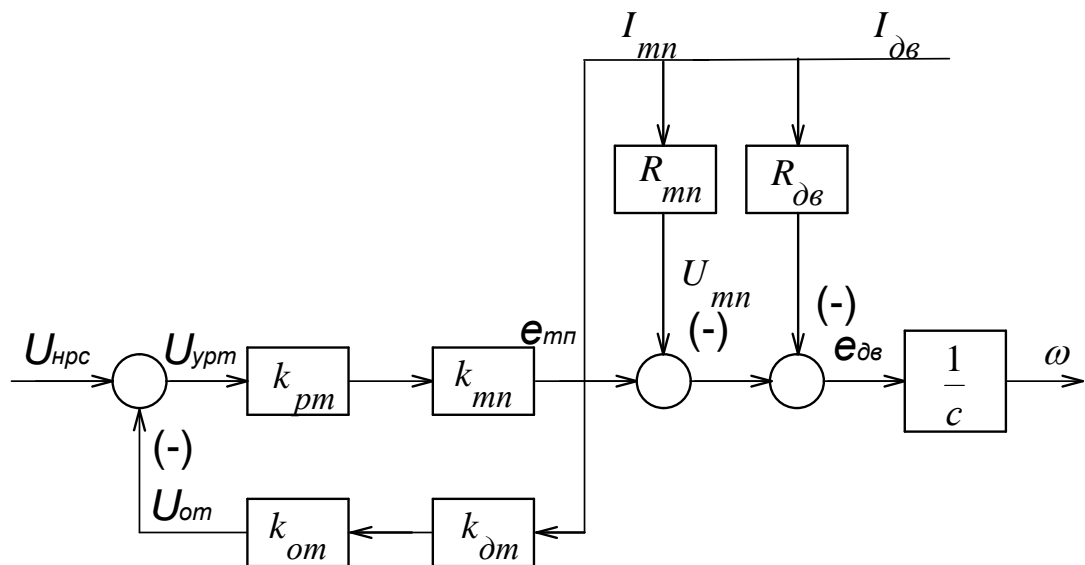 I тп
I дв
R тп
R дв
U тп
(-)
(-)
e тп
e дв
U нрс
U урт
k рт
k тп
1
с
ω
(-)
U от
k от
k дт